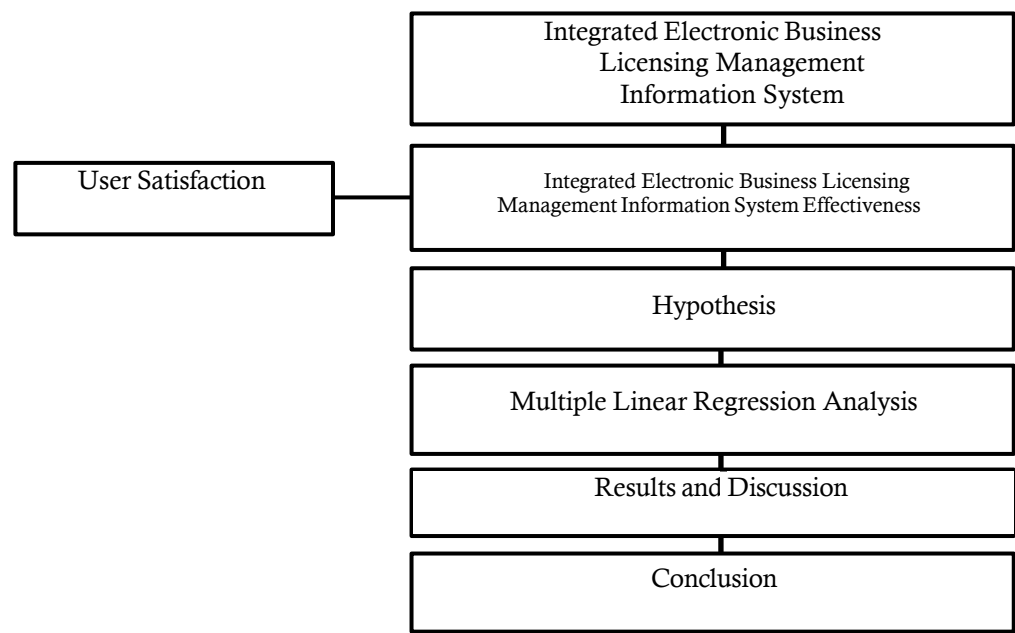 Integrated Electronic Business
Licensing Management
Information System
User Satisfaction
Integrated Electronic Business Licensing
Management Information System Effectiveness
Hypothesis
Multiple Linear Regression Analysis
Results and Discussion
Conclusion